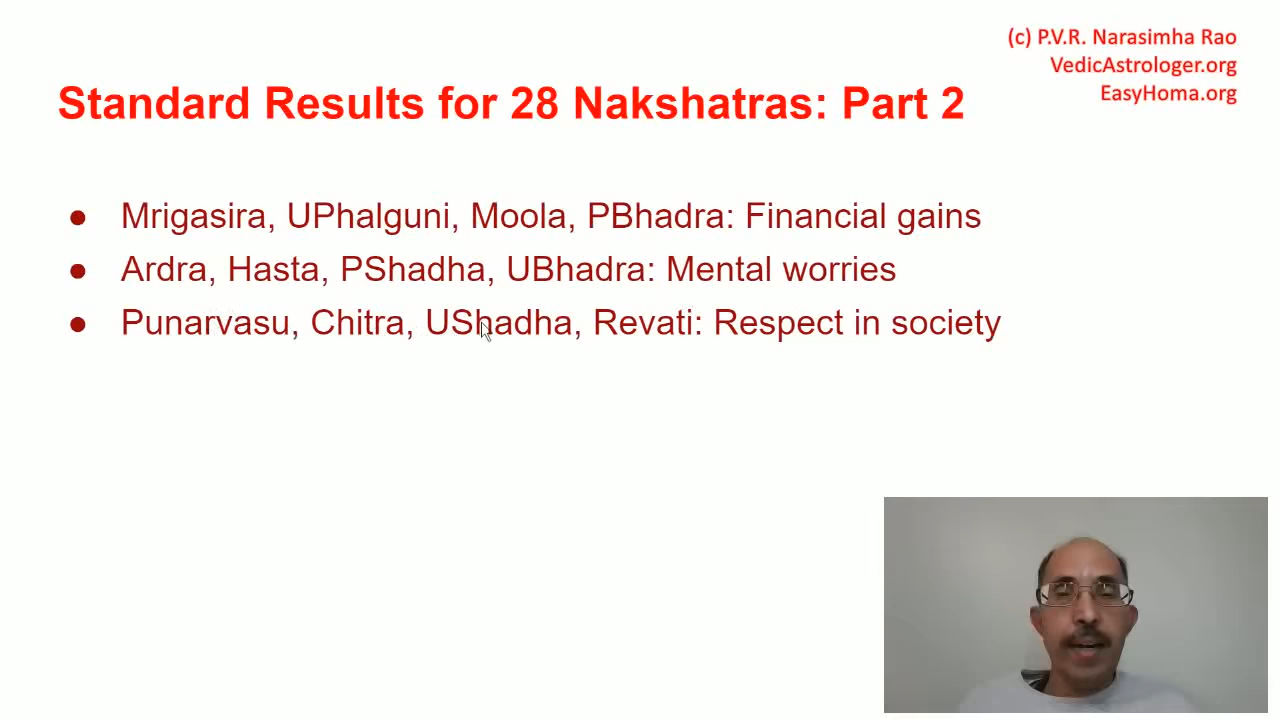 (c) P.V.R. Narasimha Rao
VedicAstrologer.org
EasyHoma.org
Standard Results for 28 Nakshatras: Part 2
● Mrigasira, UPhalguni, Moola, PBhadra: Financial gains
● Ardra, Hasta, PShadha, UBhadra: Mental worries
● Punarvasu, Chitra, UShadha, Revati: Respect in society